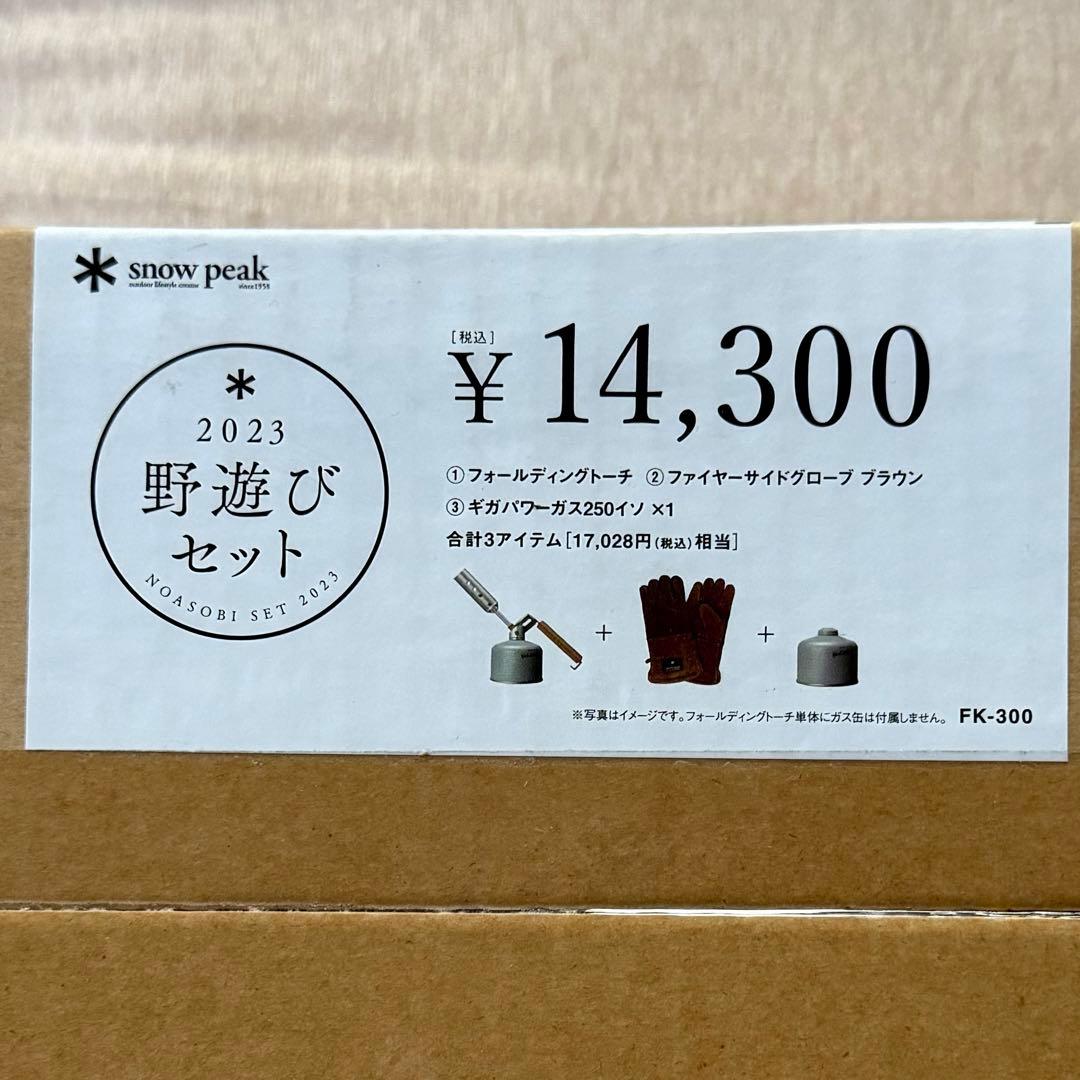 snow peak
outdoor lifestyle creator since1958
2023
野遊び
セット
NOASOBI SET 2023
[税込]
¥ 14,300
①フォールディングトーチ ②ファイヤーサイドグローブ ブラウン
③ギガパワーガス250イソ ×1
合計3アイテム[17,028円(税込)相当]
+ +
※写真はイメージです。フォールディングトーチ単体にガス缶は付属しません。 FK-300